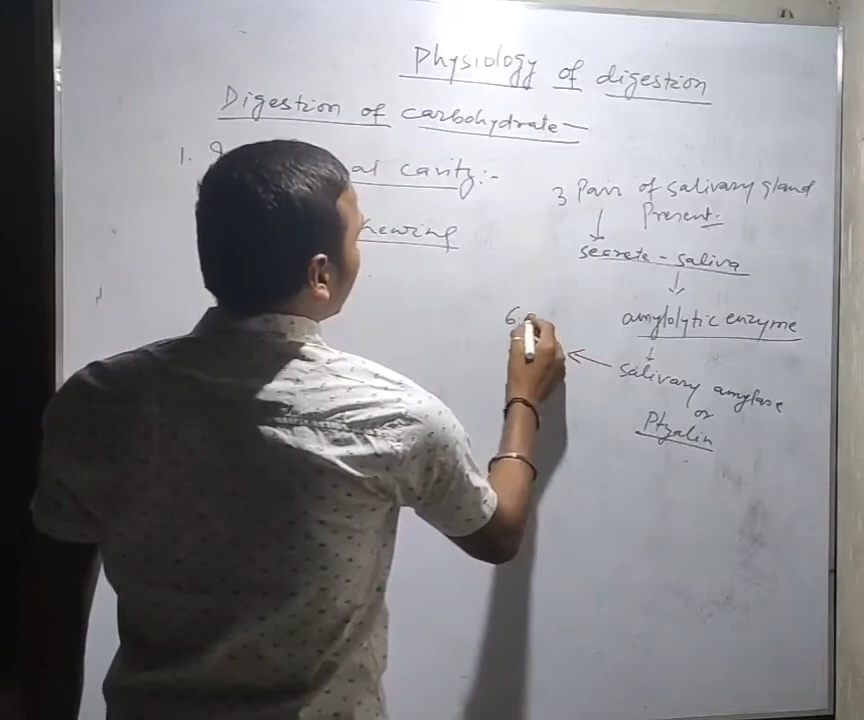 Physiology of digestion
Digestion of carbohydrate –
1.
al cavity:-
hewing
3 Pair of salivary gland
Present:
secrete - saliva
amylolytic enzyme
salivary amylase
or
Ptyalin
6.